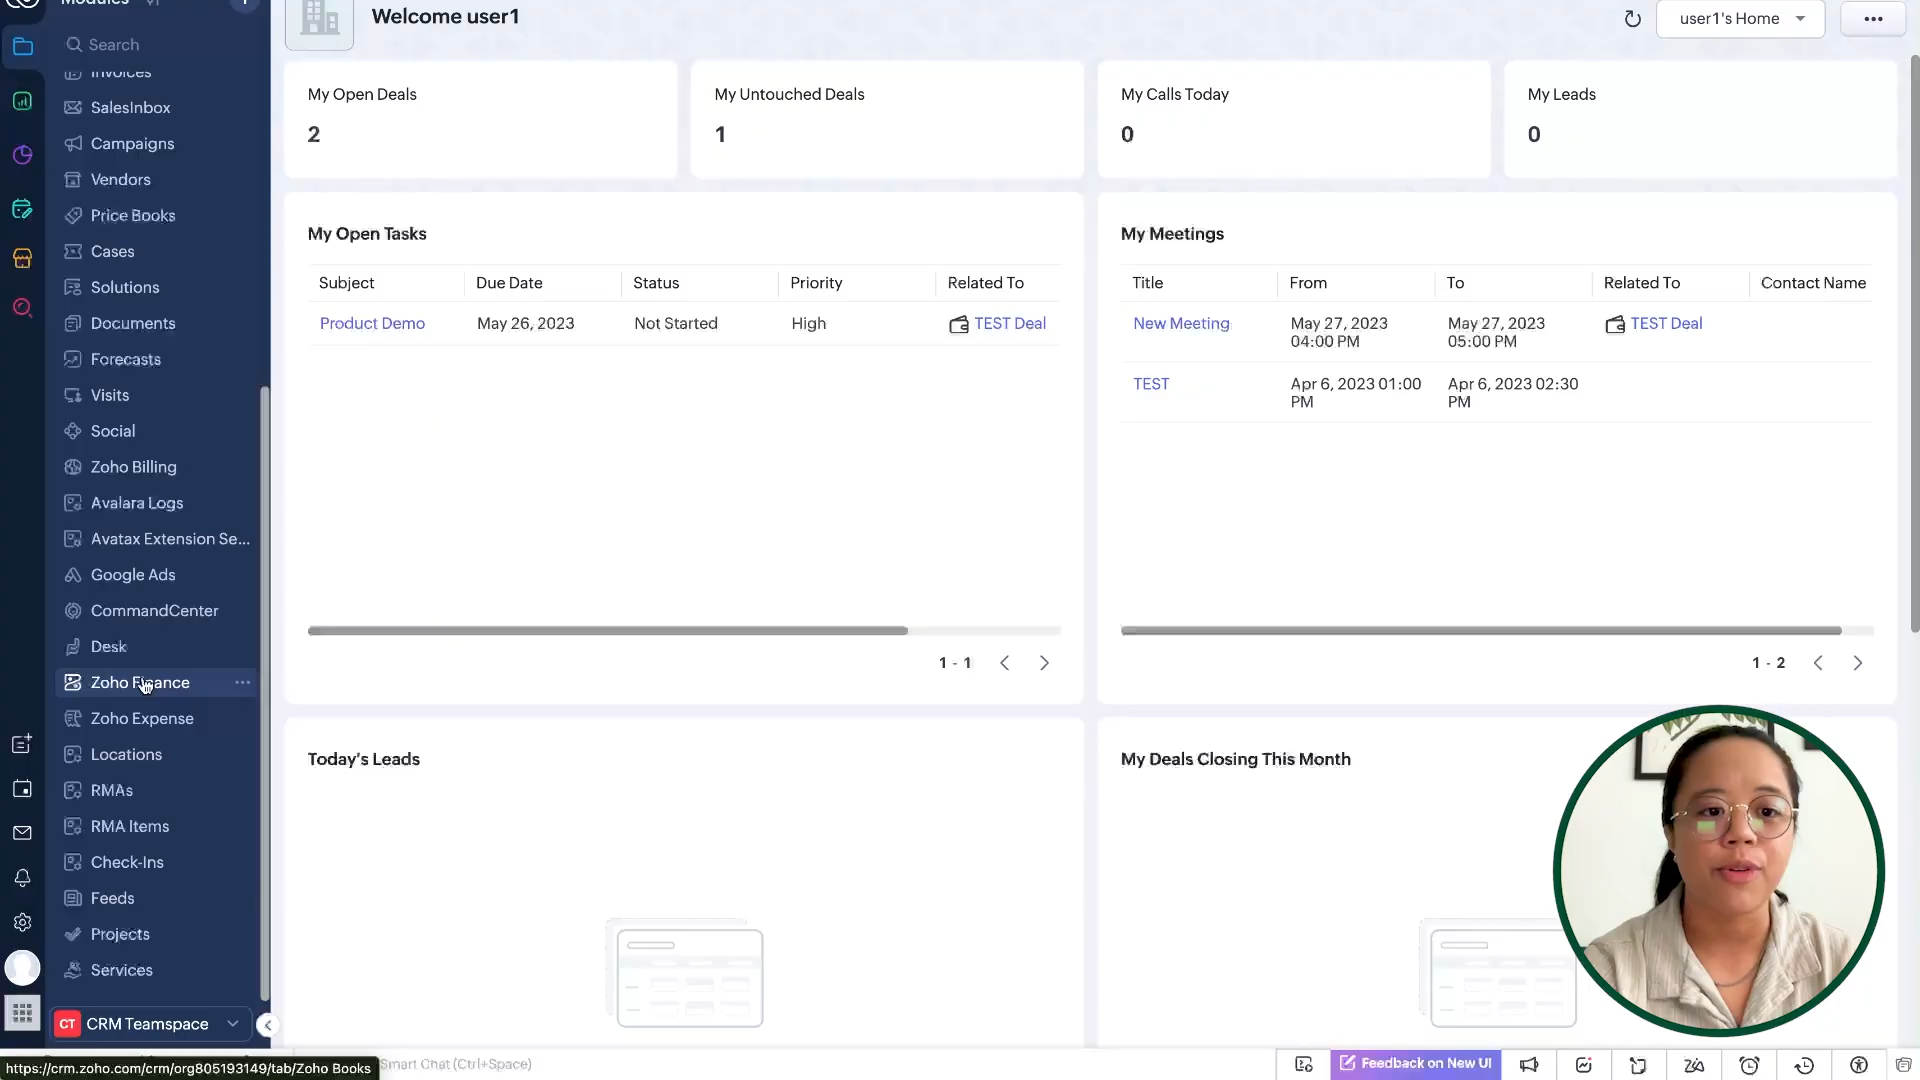 Modules
Welcome user1
user1's Home
Search
Invoices
SalesInbox
Campaigns
Vendors
Price Books
Cases
Solutions
Documents
Forecasts
Visits
Social
Zoho Billing
Avalara Logs
Avatax Extension Se...
Google Ads
CommandCenter
Desk
Zoho Finance
Zoho Expense
Locations
RMAs
RMA Items
Check-Ins
Feeds
Projects
Services
CT CRM Teamspace
My Open Deals
2
My Untouched Deals
1
My Calls Today
0
My Leads
0
My Open Tasks
Subject Due Date Status Priority Related To
Product Demo May 26, 2023 Not Started High TEST Deal
1 - 1
My Meetings
Title From To Related To Contact Name
New Meeting May 27, 2023 May 27, 2023 TEST Deal
04:00 PM 05:00 PM
TEST Apr 6, 2023 01:00 Apr 6, 2023 02:30
PM PM
1 - 2
Today's Leads
My Deals Closing This Month
https://crm.zoho.com/crm/org805193149/tab/Zoho Books
Smart Chat (Ctrl+Space)
Feedback on New UI